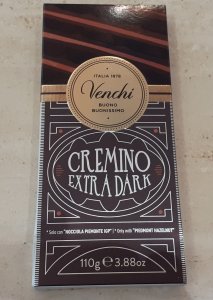 ITALIA 1878
Venchi
BUONO
BUONISSIMO
CREMINO
EXTRA DARK
* Solo con "NOCCIOLA PIEMONTE IGP" | * Only with "PIEDMONT HAZELNUT"
110g ℮ 3.88oz